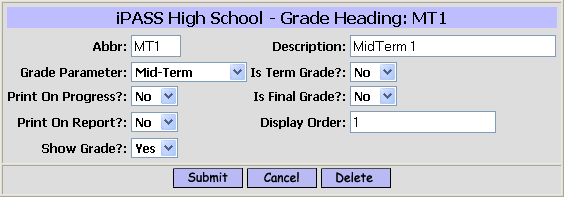 iPASS High School - Grade Heading: MT1
Abbr: MT1 Description: MidTerm 1
Grade Parameter: Mid-Term Is Term Grade?: No
Print On Progress?: No Is Final Grade?: No
Print On Report?: No Display Order: 1
Show Grade?: Yes
Submit Cancel Delete